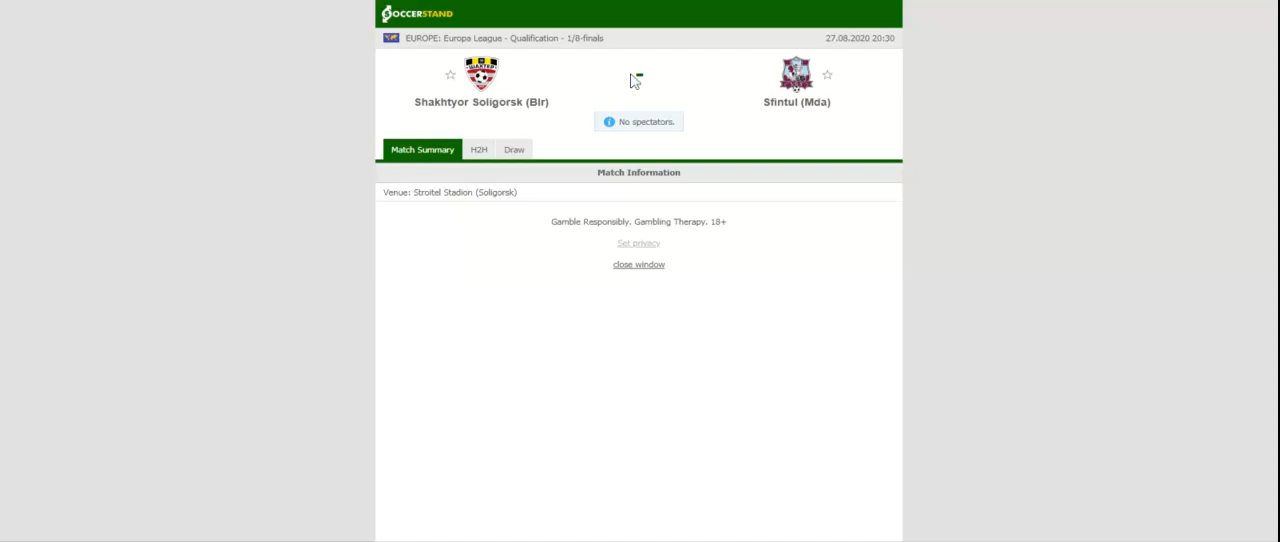 SOCCERSTAND
EUROPE: Europa League - Qualification - 1/8-finals
27.08.2020 20:30
Shakhtyor Soligorsk (Blr)
-
Sfintul (Mda)
No spectators.
Match Summary
H2H
Draw
Match Information
Venue: Stroitel Stadion (Soligorsk)
Gamble Responsibly. Gambling Therapy. 18+
Set privacy
close window